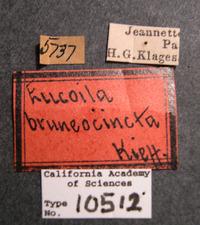 5737
Jeannette
Pa
H.G.Klages.
Eucoila
bruneocincta
Kieff.
California Academy
of Sciences
Type
No. 10512